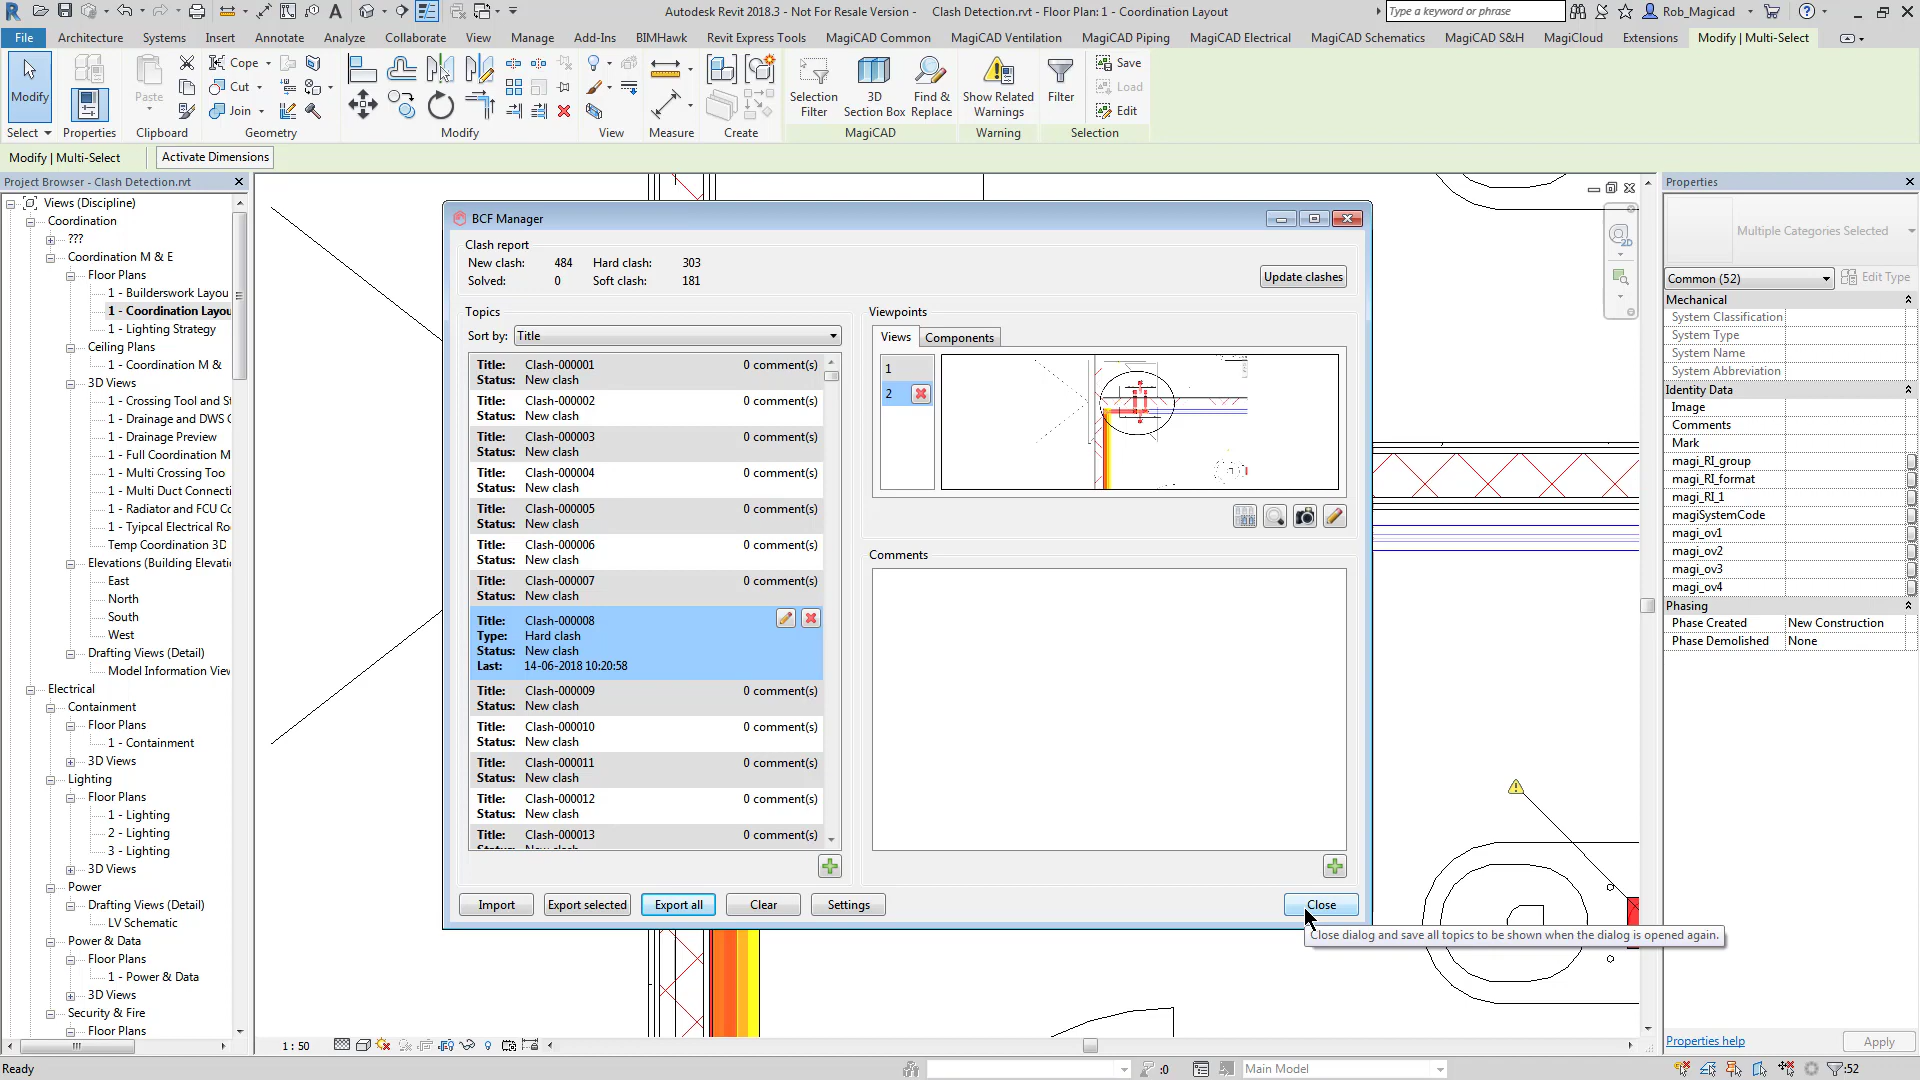 Autodesk Revit 2018.3 - Not For Resale Version - Clash Detection.rvt - Floor Plan: 1 - Coordination Layout
Type a keyword or phrase
Rob_Magicad
File Architecture Systems Insert Annotate Analyze Collaborate View Manage Add-Ins BIMHawk Revit Express Tools MagiCAD Common MagiCAD Ventilation MagiCAD Piping MagiCAD Electrical MagiCAD Schematics MagiCAD S&H MagiCloud Extensions Modify | Multi-Select
Modify
Paste
Cope
Cut
Join
Selection Filter
3D Section Box
Find & Replace
Show Related Warnings
Filter
Save
Load
Edit
Select Properties Clipboard Geometry Modify View Measure Create MagiCAD Warning Selection
Modify | Multi-Select
Activate Dimensions
Project Browser - Clash Detection.rvt
Views (Discipline)
Coordination
???
Coordination M & E
Floor Plans
1 - Builderswork Layou
1 - Coordination Layou
1 - Lighting Strategy
Ceiling Plans
1 - Coordination M &
3D Views
1 - Crossing Tool and St
1 - Drainage and DWS C
1 - Drainage Preview
1 - Full Coordination M
1 - Multi Crossing Too
1 - Multi Duct Connecti
1 - Radiator and FCU Co
1 - Tyipcal Electrical Ro
Temp Coordination 3D
Elevations (Building Elevatio
East
North
South
West
Drafting Views (Detail)
Model Information View
Electrical
Containment
Floor Plans
1 - Containment
3D Views
Lighting
Floor Plans
1 - Lighting
2 - Lighting
3 - Lighting
3D Views
Power
Drafting Views (Detail)
LV Schematic
Power & Data
Floor Plans
1 - Power & Data
3D Views
Security & Fire
Floor Plans
BCF Manager
Clash report
New clash: 484 Hard clash: 303
Solved: 0 Soft clash: 181
Update clashes
Topics
Sort by: Title
Title: Clash-000001 0 comment(s)
Status: New clash
Title: Clash-000002 0 comment(s)
Status: New clash
Title: Clash-000003 0 comment(s)
Status: New clash
Title: Clash-000004 0 comment(s)
Status: New clash
Title: Clash-000005 0 comment(s)
Status: New clash
Title: Clash-000006 0 comment(s)
Status: New clash
Title: Clash-000007 0 comment(s)
Status: New clash
Title: Clash-000008
Type: Hard clash
Status: New clash
Last: 14-06-2018 10:20:58
Title: Clash-000009 0 comment(s)
Status: New clash
Title: Clash-000010 0 comment(s)
Status: New clash
Title: Clash-000011 0 comment(s)
Status: New clash
Title: Clash-000012 0 comment(s)
Status: New clash
Title: Clash-000013 0 comment(s)
Viewpoints
Views Components
1
2
Comments
Import Export selected Export all Clear Settings Close
Close dialog and save all topics to be shown when the dialog is opened again.
2D
Properties
Multiple Categories Selected
Common (52) Edit Type
Mechanical
System Classification
System Type
System Name
System Abbreviation
Identity Data
Image
Comments
Mark
magi_RI_group
magi_RI_format
magi_RI_1
magiSystemCode
magi_ov1
magi_ov2
magi_ov3
magi_ov4
Phasing
Phase Created New Construction
Phase Demolished None
Properties help Apply
1 : 50
Ready
:0
Main Model
:52